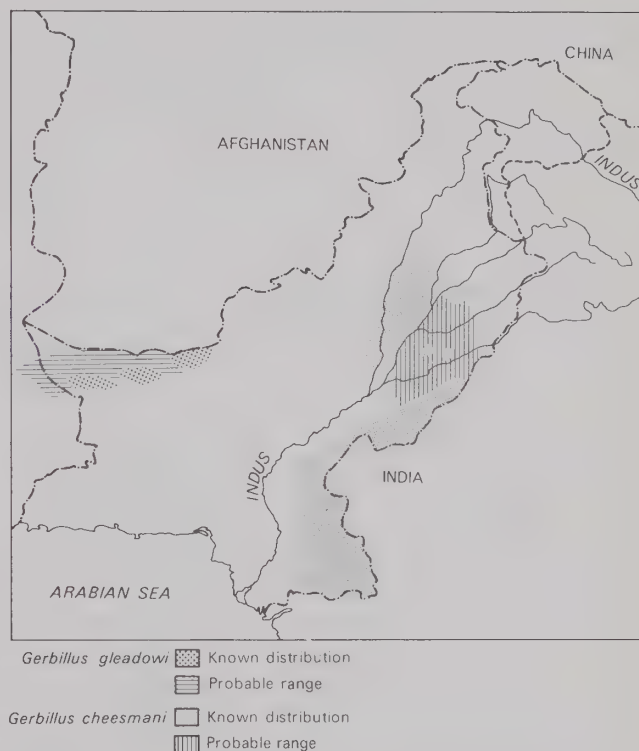 CHINA
AFGHANISTAN
INDUS
INDUS
INDIA
ARABIAN SEA
Gerbillus gleadowi Known distribution
Probable range
Gerbillus cheesmani Known distribution
Probable range